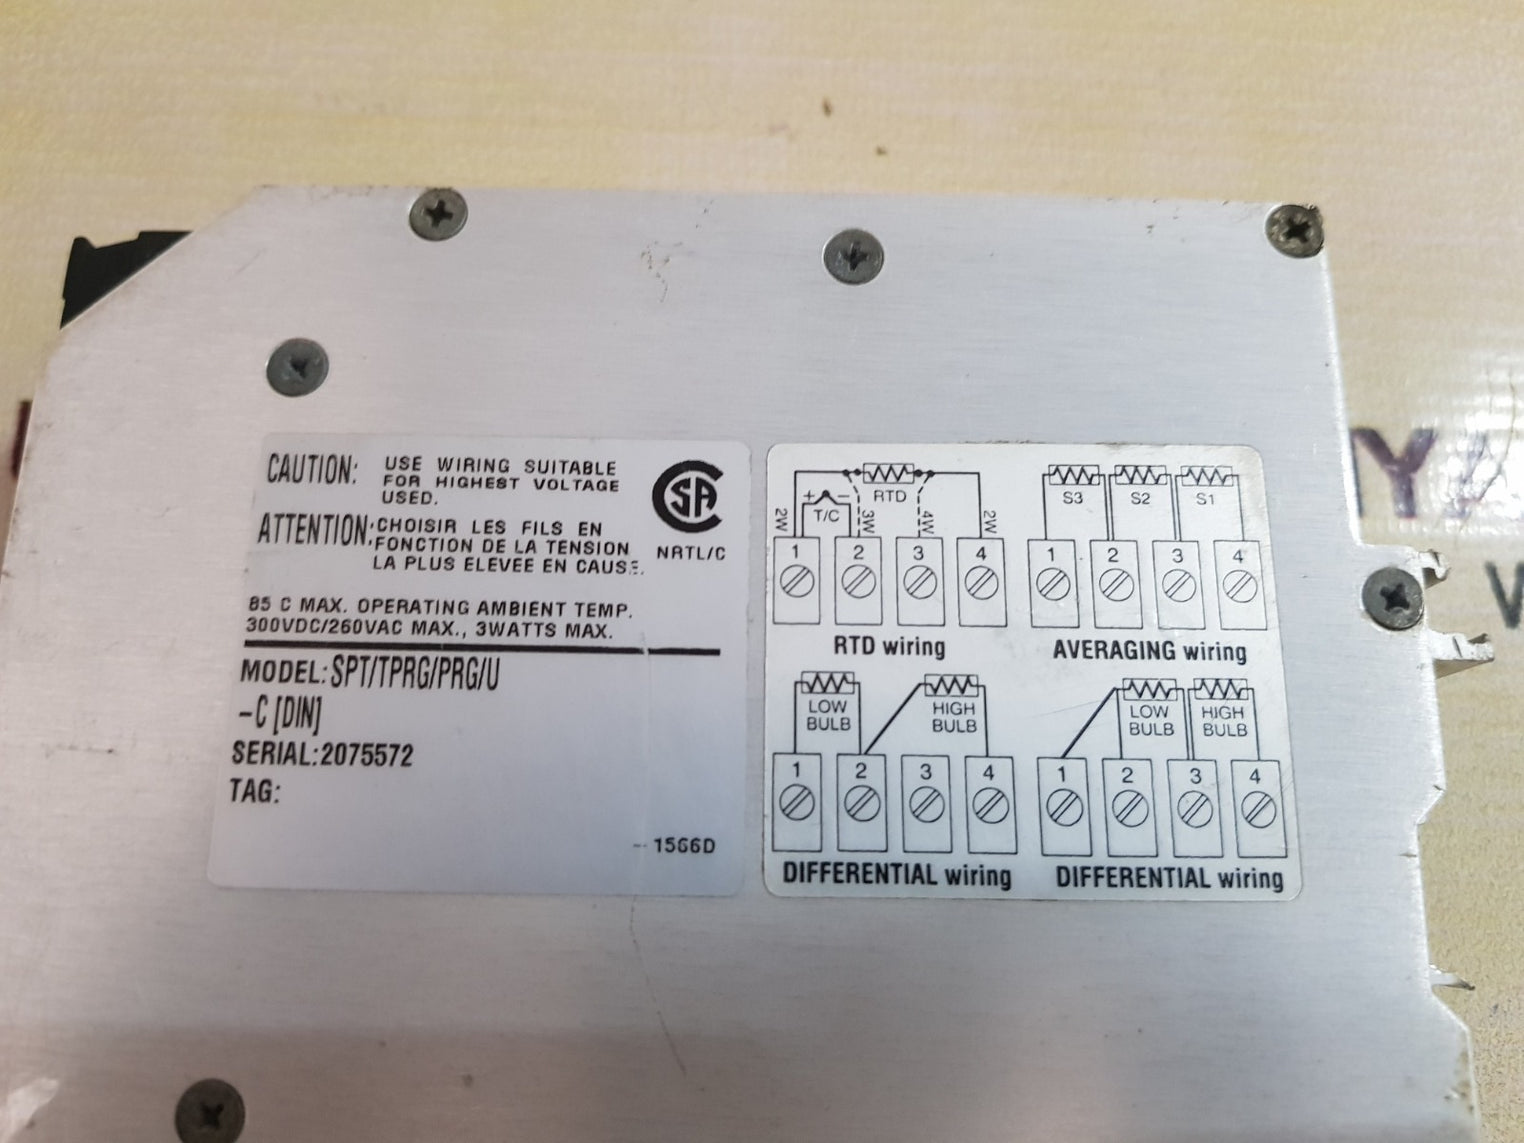 CAUTION: USE WIRING SUITABLE
FOR HIGHEST VOLTAGE
USED.
ATTENTION: CHOISIR LES FILS EN
FONCTION DE LA TENSION
LA PLUS ELEVEE EN CAUSE.
SA
NRTL/C
85 C MAX. OPERATING AMBIENT TEMP.
300VDC/260VAC MAX., 3WATTS MAX.
MODEL: SPT/TPRG/PRG/U
-C [DIN]
SERIAL:2075572
TAG:
1566D
RTD
+ -
T/C
2W 3W 4W 2W
1 2 3 4
RTD wiring
S3 S2 S1
1 2 3 4
AVERAGING wiring
LOW BULB
HIGH BULB
1 2 3 4
DIFFERENTIAL wiring
LOW BULB
HIGH BULB
1 2 3 4
DIFFERENTIAL wiring